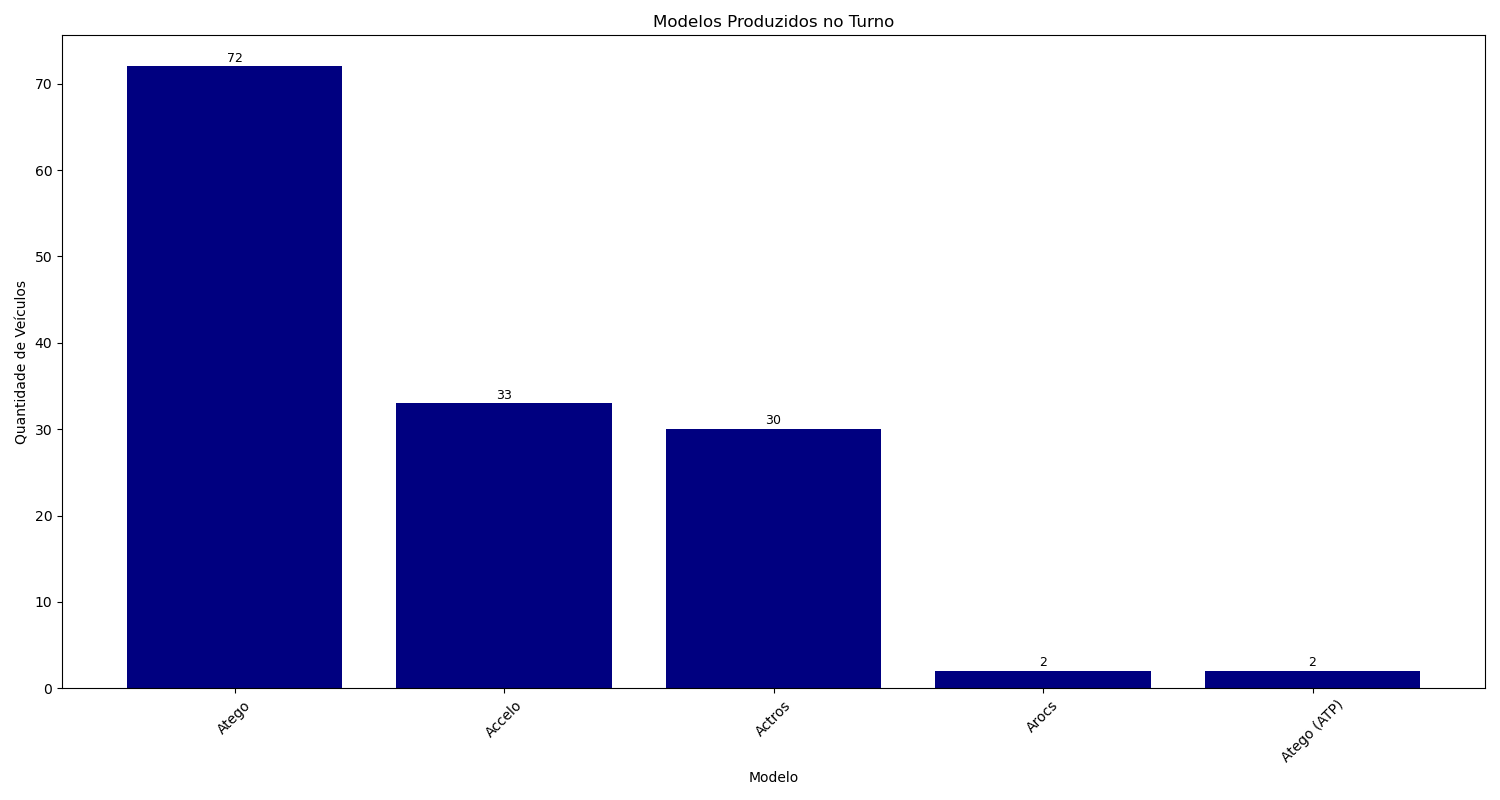 Modelos Produzidos no Turno
72
33
30
2
2
70
60
50
40
30
20
10
0
Quantidade de Veículos
Atego
Accelo
Actros
Arocs
Atego (ATP)
Modelo